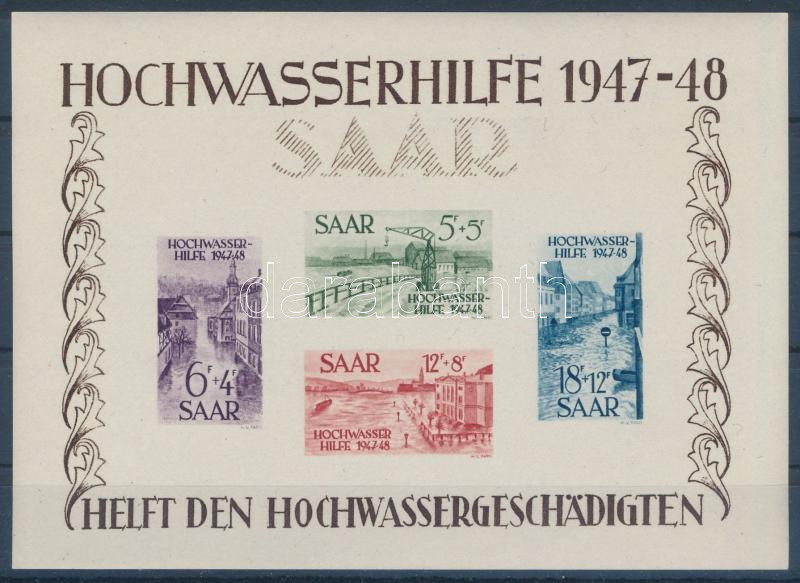 HOCHWASSERHILFE 1947-48
SAAR
HOCHWASSER-
HILFE 1947-48
6F+4F
SAAR
SAAR 5F+5F
HOCHWASSER-
HILFE 1947-48
SAAR 12F+8F
HOCHWASSER
HILFE 1947-48
HOCHWASSER-
HILFE 1947-48
18F+12F
SAAR
darabanth
HELFT DEN HOCHWASSERGESCHÄDIGTEN